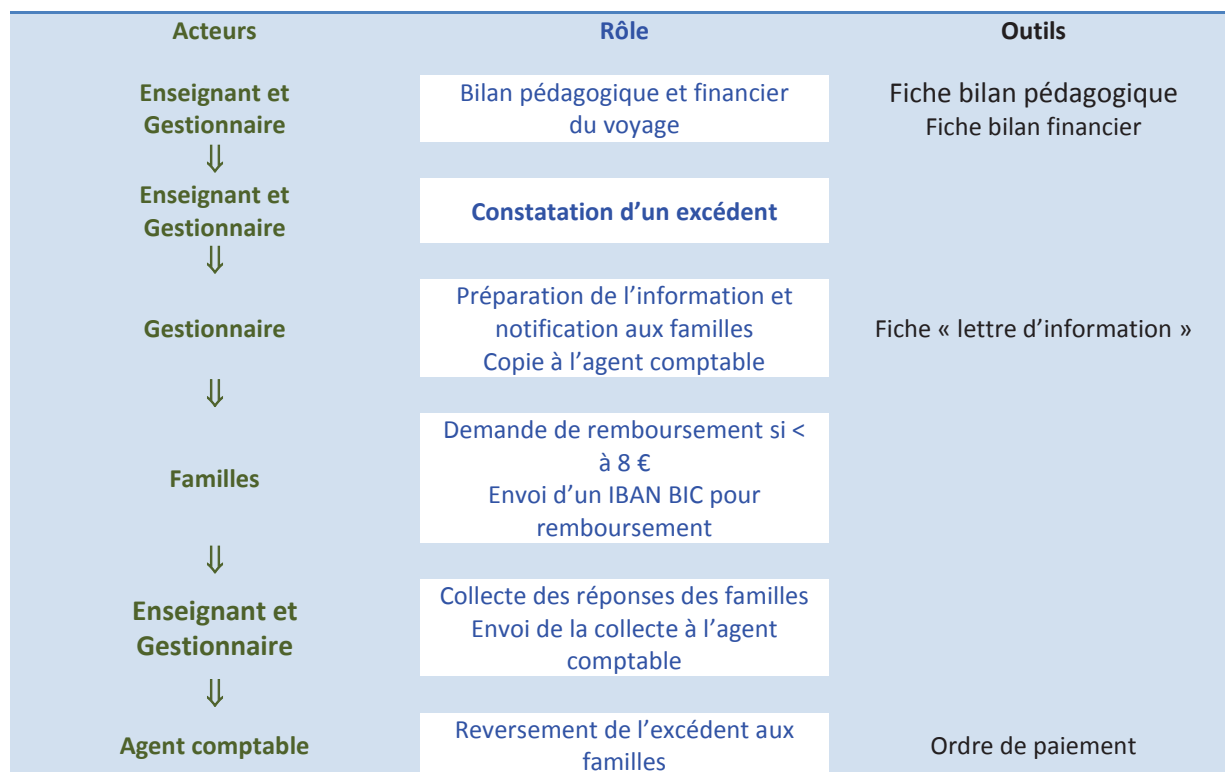 Acteurs Rôle Outils
Enseignant et
Gestionnaire
Bilan pédagogique et financier
du voyage
Fiche bilan pédagogique
Fiche bilan financier
⇓
Enseignant et
Gestionnaire
Constatation d’un excédent
⇓
Gestionnaire
Préparation de l’information et
notification aux familles
Copie à l’agent comptable
Fiche « lettre d’information »
⇓
Familles
Demande de remboursement si <
à 8 €
Envoi d’un IBAN BIC pour
remboursement
⇓
Enseignant et
Gestionnaire
Collecte des réponses des familles
Envoi de la collecte à l’agent
comptable
⇓
Agent comptable
Reversement de l’excédent aux
familles
Ordre de paiement